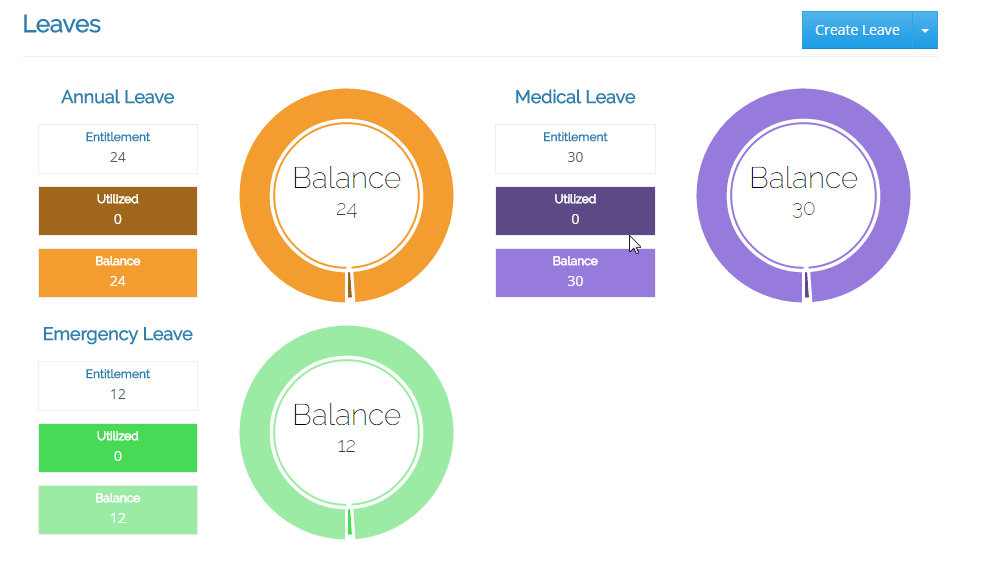 Leaves
Create Leave
Annual Leave
Entitlement
24
Utilized
0
Balance
24
Balance
24
Medical Leave
Entitlement
30
Utilized
0
Balance
30
Balance
30
Emergency Leave
Entitlement
12
Utilized
0
Balance
12
Balance
12